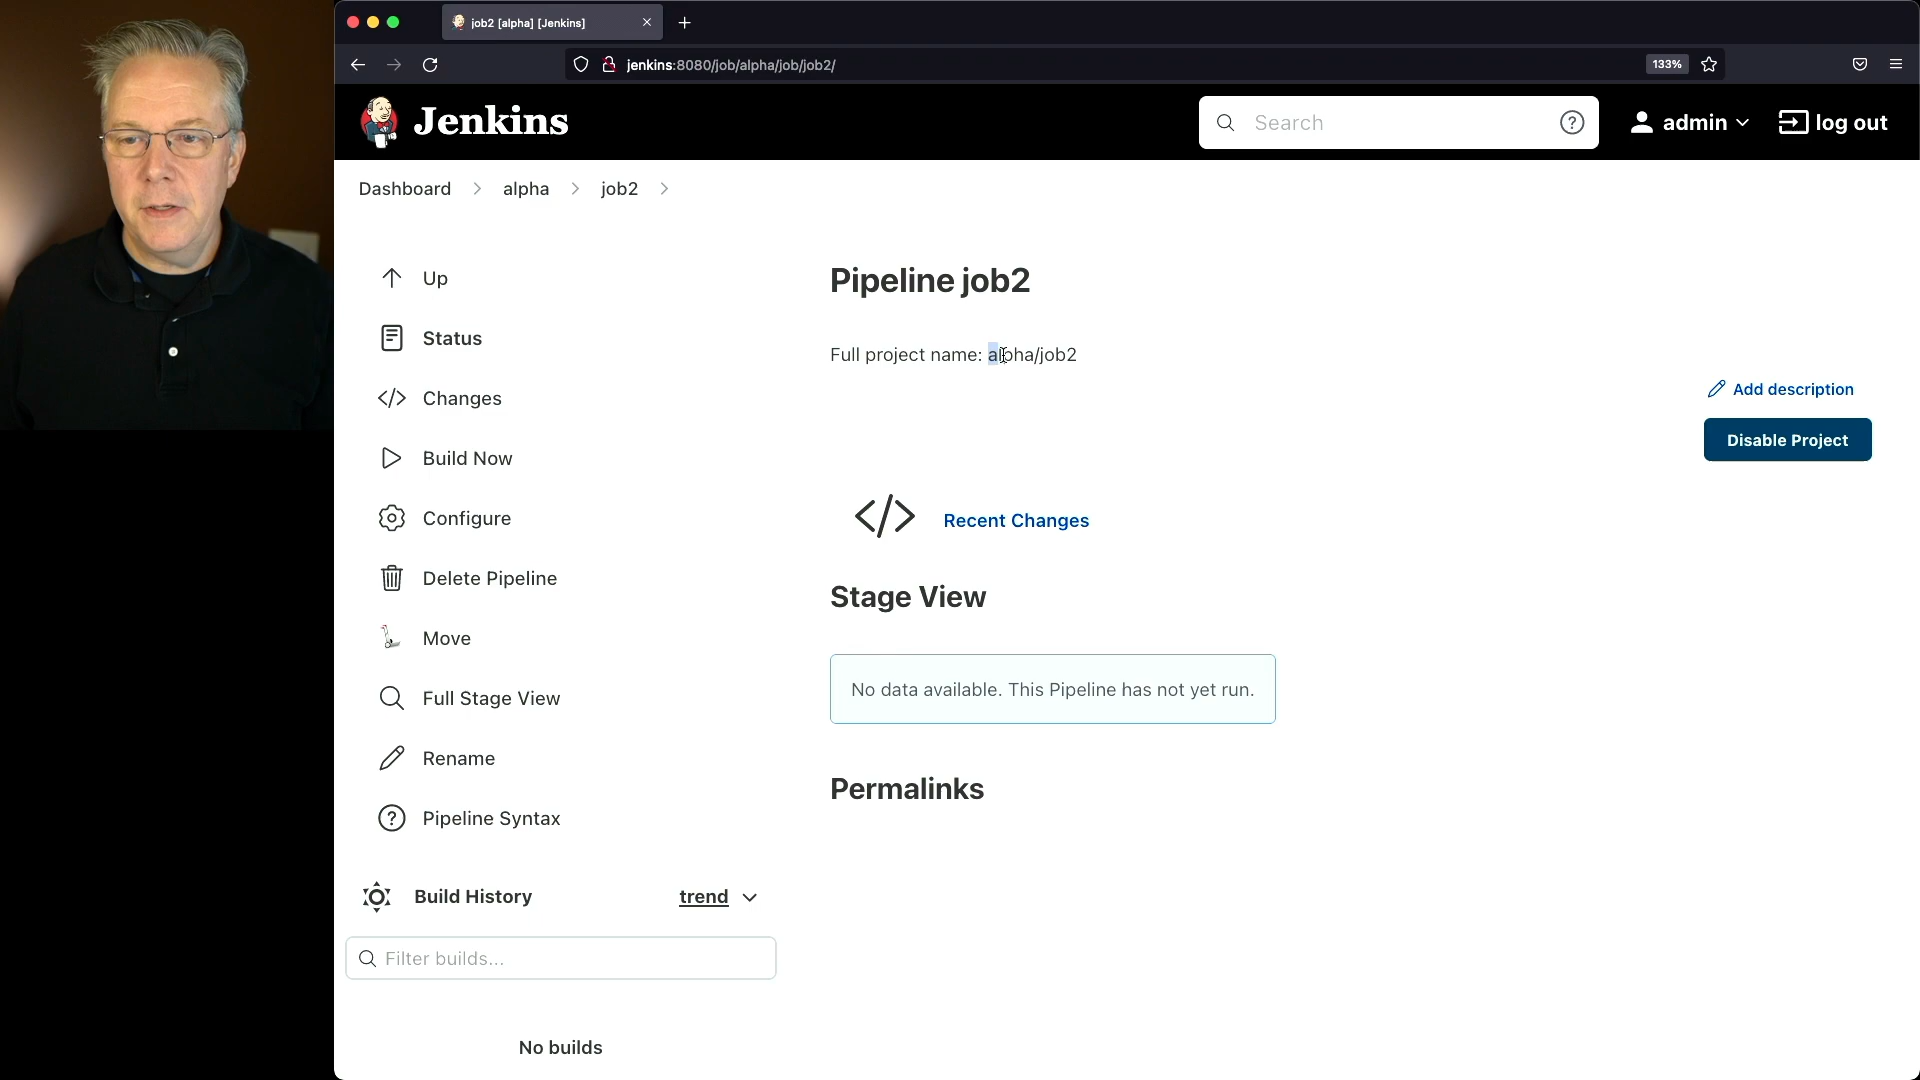 job2 [alpha] [Jenkins]
jenkins:8080/job/alpha/job/job2/
133%
Jenkins
Search
admin
log out
Dashboard
alpha
job2
Up
Status
Changes
Build Now
Configure
Delete Pipeline
Move
Full Stage View
Rename
Pipeline Syntax
Build History
trend
Filter builds...
No builds
Pipeline job2
Full project name: alpha/job2
Add description
Disable Project
Recent Changes
Stage View
No data available. This Pipeline has not yet run.
Permalinks